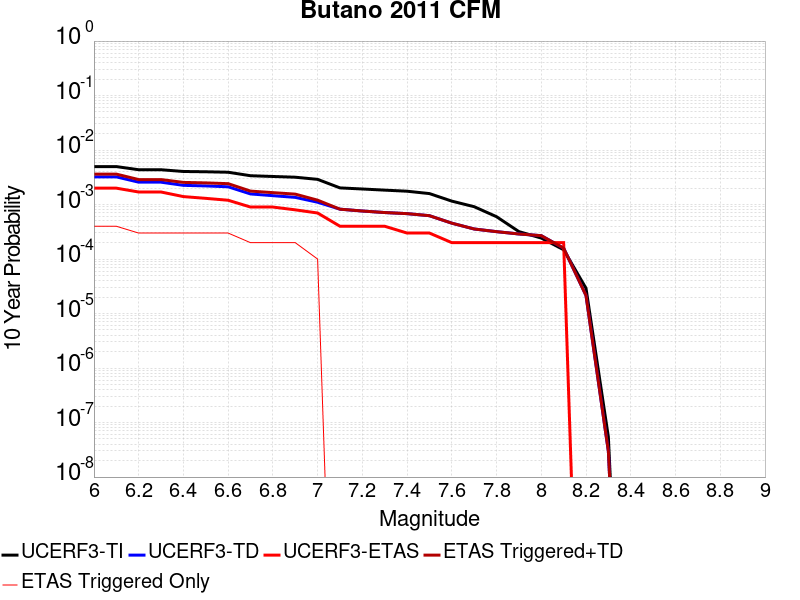 Butano 2011 CFM
10 Year Probability
10 0
10 -1
10 -2
10 -3
10 -4
10 -5
10 -6
10 -7
10 -8
6 6.2 6.4 6.6 6.8 7 7.2 7.4 7.6 7.8 8 8.2 8.4 8.6 8.8 9
Magnitude
UCERF3-TI UCERF3-TD UCERF3-ETAS ETAS Triggered+TD
ETAS Triggered Only